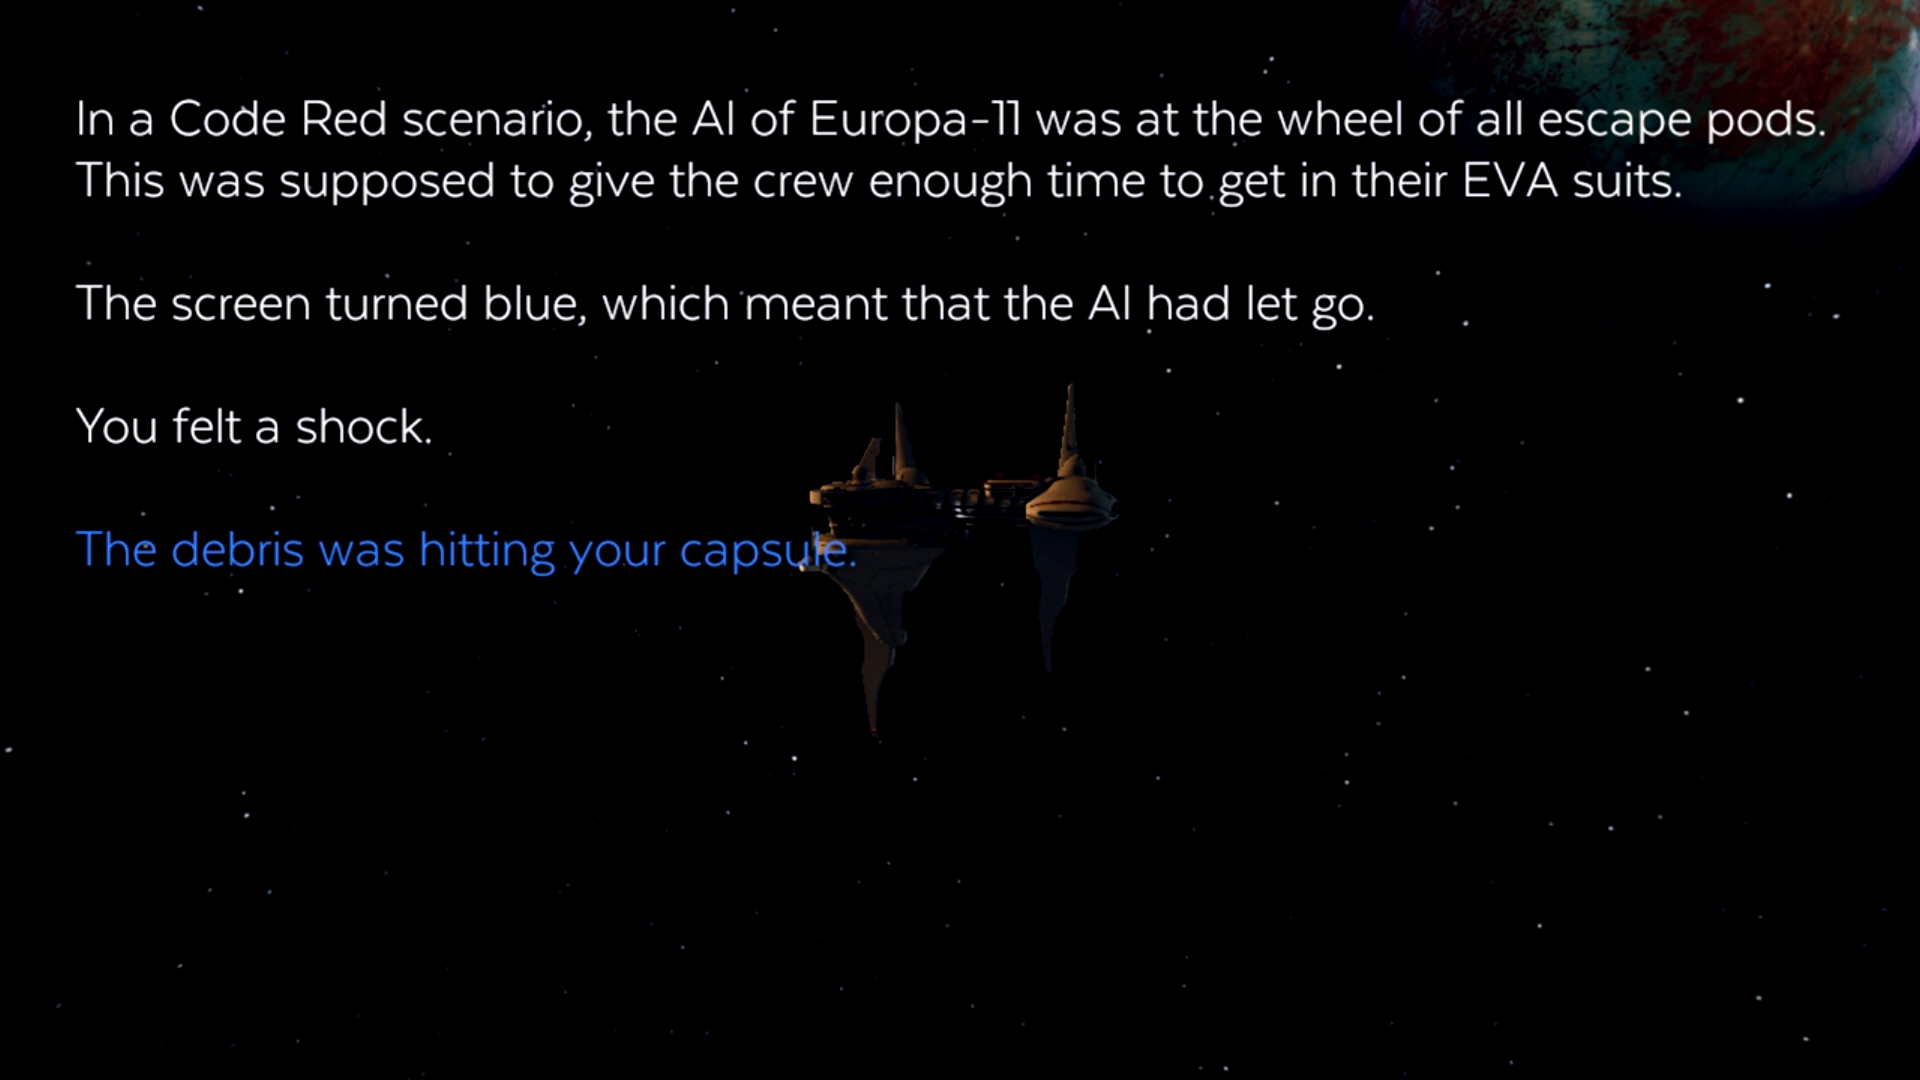 In a Code Red scenario, the AI of Europa-11 was at the wheel of all escape pods.
This was supposed to give the crew enough time to get in their EVA suits.
The screen turned blue, which meant that the AI had let go.
You felt a shock.
The debris was hitting your capsule.